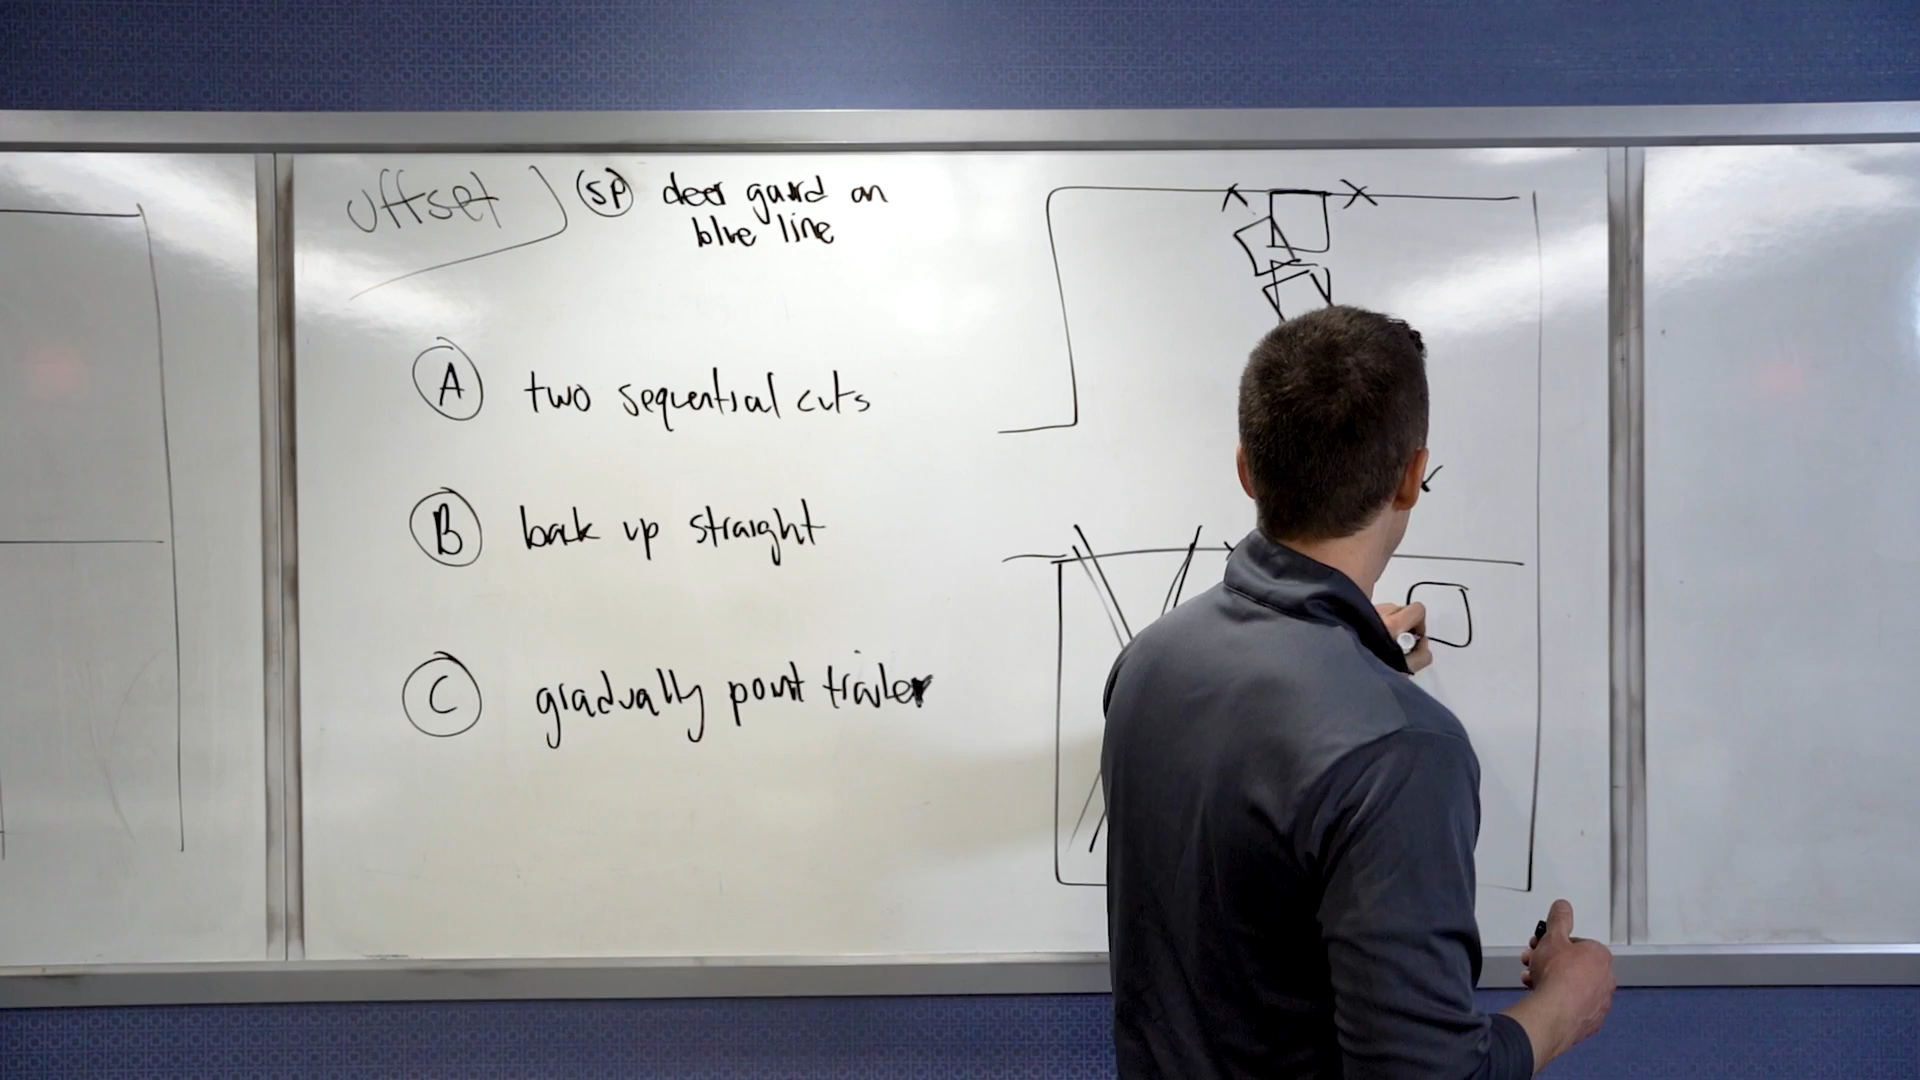 offset (SP) deer guard on
blue line
A two sequential cuts
B back up straight
C gradually point trailer